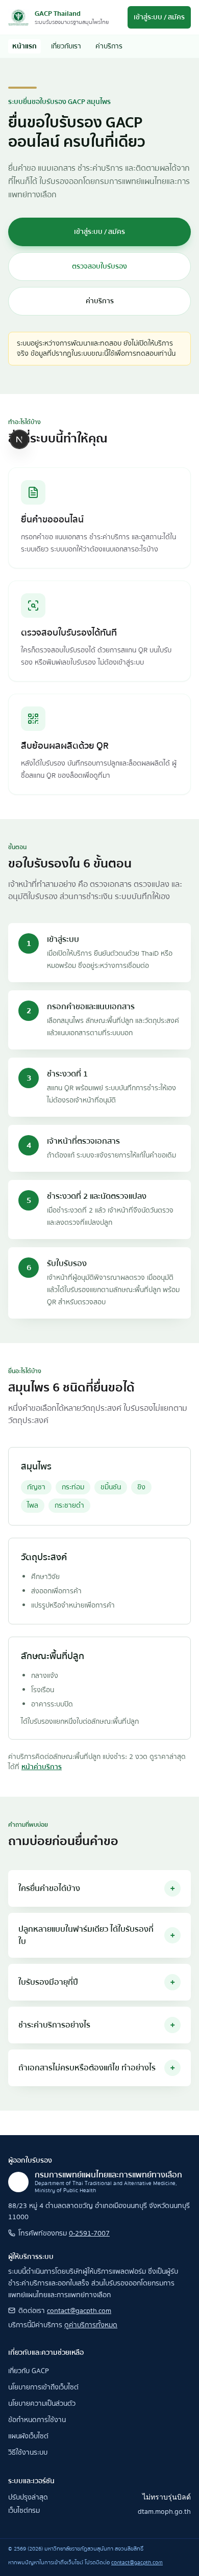 GACP Thailand
ระบบรับรองมาตรฐานสมุนไพรไทย
เข้าสู่ระบบ / สมัคร
หน้าแรก เกี่ยวกับเรา ค่าบริการ
ระบบยื่นขอใบรับรอง GACP สมุนไพร
ยื่นขอใบรับรอง GACP
ออนไลน์ ครบในที่เดียว
ยื่นคำขอ แนบเอกสาร ชำระค่าบริการ และติดตามผลได้จาก
ที่ไหนก็ได้ ใบรับรองออกโดยกรมการแพทย์แผนไทยและการ
แพทย์ทางเลือก
เข้าสู่ระบบ / สมัคร
ตรวจสอบใบรับรอง
ค่าบริการ
ระบบอยู่ระหว่างการพัฒนาและทดสอบ ยังไม่เปิดให้บริการ
จริง ข้อมูลที่ปรากฏในระบบขณะนี้ใช้เพื่อการทดสอบเท่านั้น
ทำอะไรได้บ้าง
ที่ระบบนี้ทำให้คุณ
N
ยื่นคำขอออนไลน์
กรอกคำขอ แนบเอกสาร ชำระค่าบริการ และดูสถานะได้ใน
ระบบเดียว ระบบบอกให้ว่าต้องแนบเอกสารอะไรบ้าง
ตรวจสอบใบรับรองได้ทันที
ใครก็ตรวจสอบใบรับรองได้ ด้วยการสแกน QR บนใบรับ
รอง หรือพิมพ์เลขใบรับรอง ไม่ต้องเข้าสู่ระบบ
สืบย้อนผลผลิตด้วย QR
หลังได้ใบรับรอง บันทึกรอบการปลูกและล็อตผลผลิตได้ ผู้
ซื้อสแกน QR ของล็อตเพื่อดูที่มา
ขั้นตอน
ขอใบรับรองใน 6 ขั้นตอน
เจ้าหน้าที่ทำสามอย่าง คือ ตรวจเอกสาร ตรวจแปลง และ
อนุมัติใบรับรอง ส่วนการชำระเงิน ระบบบันทึกให้เอง
1 เข้าสู่ระบบ
เมื่อเปิดให้บริการ ยืนยันตัวตนด้วย ThaID หรือ
หมอพร้อม ซึ่งอยู่ระหว่างการเชื่อมต่อ
2 กรอกคำขอและแนบเอกสาร
เลือกสมุนไพร ลักษณะพื้นที่ปลูก และวัตถุประสงค์
แล้วแนบเอกสารตามที่ระบบบอก
3 ชำระงวดที่ 1
สแกน QR พร้อมเพย์ ระบบบันทึกการชำระให้เอง
ไม่ต้องรอเจ้าหน้าที่อนุมัติ
4 เจ้าหน้าที่ตรวจเอกสาร
ถ้าต้องแก้ ระบบจะแจ้งรายการให้แก้ในคำขอเดิม
5 ชำระงวดที่ 2 และนัดตรวจแปลง
เมื่อชำระงวดที่ 2 แล้ว เจ้าหน้าที่จึงนัดวันตรวจ
และลงตรวจที่แปลงปลูก
6 รับใบรับรอง
เจ้าหน้าที่ผู้อนุมัติพิจารณาผลตรวจ เมื่ออนุมัติ
แล้วได้ใบรับรองแยกตามลักษณะพื้นที่ปลูก พร้อม
QR สำหรับตรวจสอบ
ยื่นอะไรได้บ้าง
สมุนไพร 6 ชนิดที่ยื่นขอได้
หนึ่งคำขอเลือกได้หลายวัตถุประสงค์ ใบรับรองไม่แยกตาม
วัตถุประสงค์
สมุนไพร
กัญชา กระท่อม ขมิ้นชัน ขิง
ไพล กระชายดำ
วัตถุประสงค์
ศึกษาวิจัย
ส่งออกเพื่อการค้า
แปรรูปหรือจำหน่ายเพื่อการค้า
ลักษณะพื้นที่ปลูก
กลางแจ้ง
โรงเรือน
อาคารระบบปิด
ได้ใบรับรองแยกหนึ่งใบต่อลักษณะพื้นที่ปลูก
ค่าบริการคิดต่อลักษณะพื้นที่ปลูก แบ่งชำระ 2 งวด ดูราคาล่าสุด
ได้ที่ หน้าค่าบริการ
คำถามที่พบบ่อย
ถามบ่อยก่อนยื่นคำขอ
ใครยื่นคำขอได้บ้าง +
ปลูกหลายแบบในฟาร์มเดียว ได้ใบรับรองกี่
ใบ +
ใบรับรองมีอายุกี่ปี +
ชำระค่าบริการอย่างไร +
ถ้าเอกสารไม่ครบหรือต้องแก้ไข ทำอย่างไร +
ผู้ออกใบรับรอง
กรมการแพทย์แผนไทยและการแพทย์ทางเลือก
Department of Thai Traditional and Alternative Medicine,
Ministry of Public Health
88/23 หมู่ 4 ตำบลตลาดขวัญ อำเภอเมืองนนทบุรี จังหวัดนนทบุรี
11000
โทรศัพท์ของกรม 0-2591-7007
ผู้ให้บริการระบบ
ระบบนี้ดำเนินการโดยบริษัทผู้ให้บริการแพลตฟอร์ม ซึ่งเป็นผู้รับ
ชำระค่าบริการและออกใบเสร็จ ส่วนใบรับรองออกโดยกรมการ
แพทย์แผนไทยและการแพทย์ทางเลือก
ติดต่อเรา contact@gacpth.com
บริการนี้มีค่าบริการ ดูค่าบริการทั้งหมด
เกี่ยวกับและความช่วยเหลือ
เกี่ยวกับ GACP
นโยบายการเข้าถึงเว็บไซต์
นโยบายความเป็นส่วนตัว
ข้อกำหนดการใช้งาน
แผนผังเว็บไซต์
วิธีใช้งานระบบ
ระบบและเวอร์ชัน
ปรับปรุงล่าสุด ไม่ทราบรุ่นบิลด์
เว็บไซต์กรม dtam.moph.go.th
© 2569 (2026) มหาวิทยาลัยราชภัฏสวนสุนันทา สงวนลิขสิทธิ์
หากพบปัญหาในการเข้าถึงเว็บไซต์ โปรดติดต่อ contact@gacpth.com